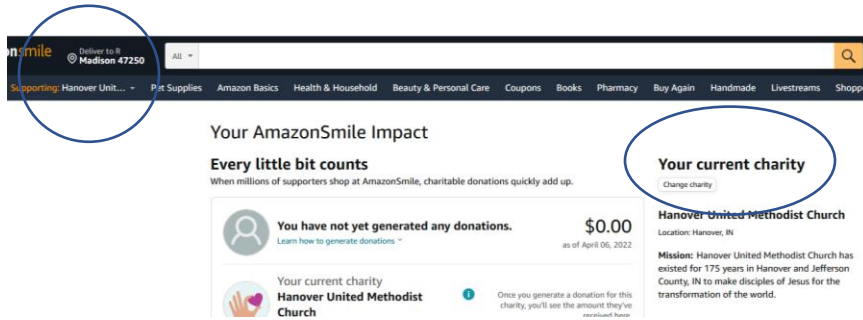 onsmile
Deliver to R
Madison 47250
All
Supporting: Hanover Unit...
Pet Supplies Amazon Basics Health & Household Beauty & Personal Care Coupons Books Pharmacy Buy Again Handmade Livestreams Shopp
Your AmazonSmile Impact
Every little bit counts
When millions of supporters shop at AmazonSmile, charitable donations quickly add up.
You have not yet generated any donations.
Learn how to generate donations
$0.00
as of April 06, 2022
Your current charity
Hanover United Methodist
Church
Once you generate a donation for this
charity, you'll see the amount they've
received here.
Your current charity
Change charity
Hanover United Methodist Church
Location: Hanover, IN
Mission: Hanover United Methodist Church has
existed for 175 years in Hanover and Jefferson
County, IN to make disciples of Jesus for the
transformation of the world.